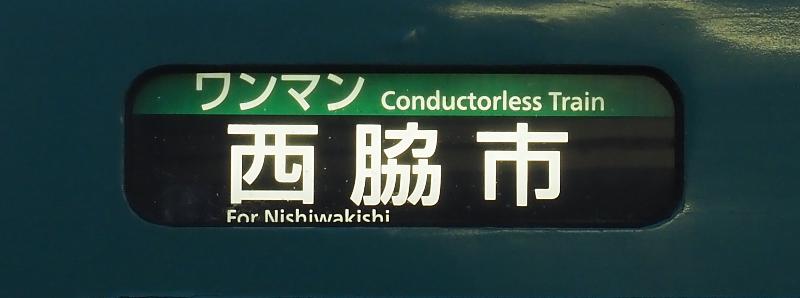 ワンマン Conductorless Train
西脇市
For Nishiwakishi